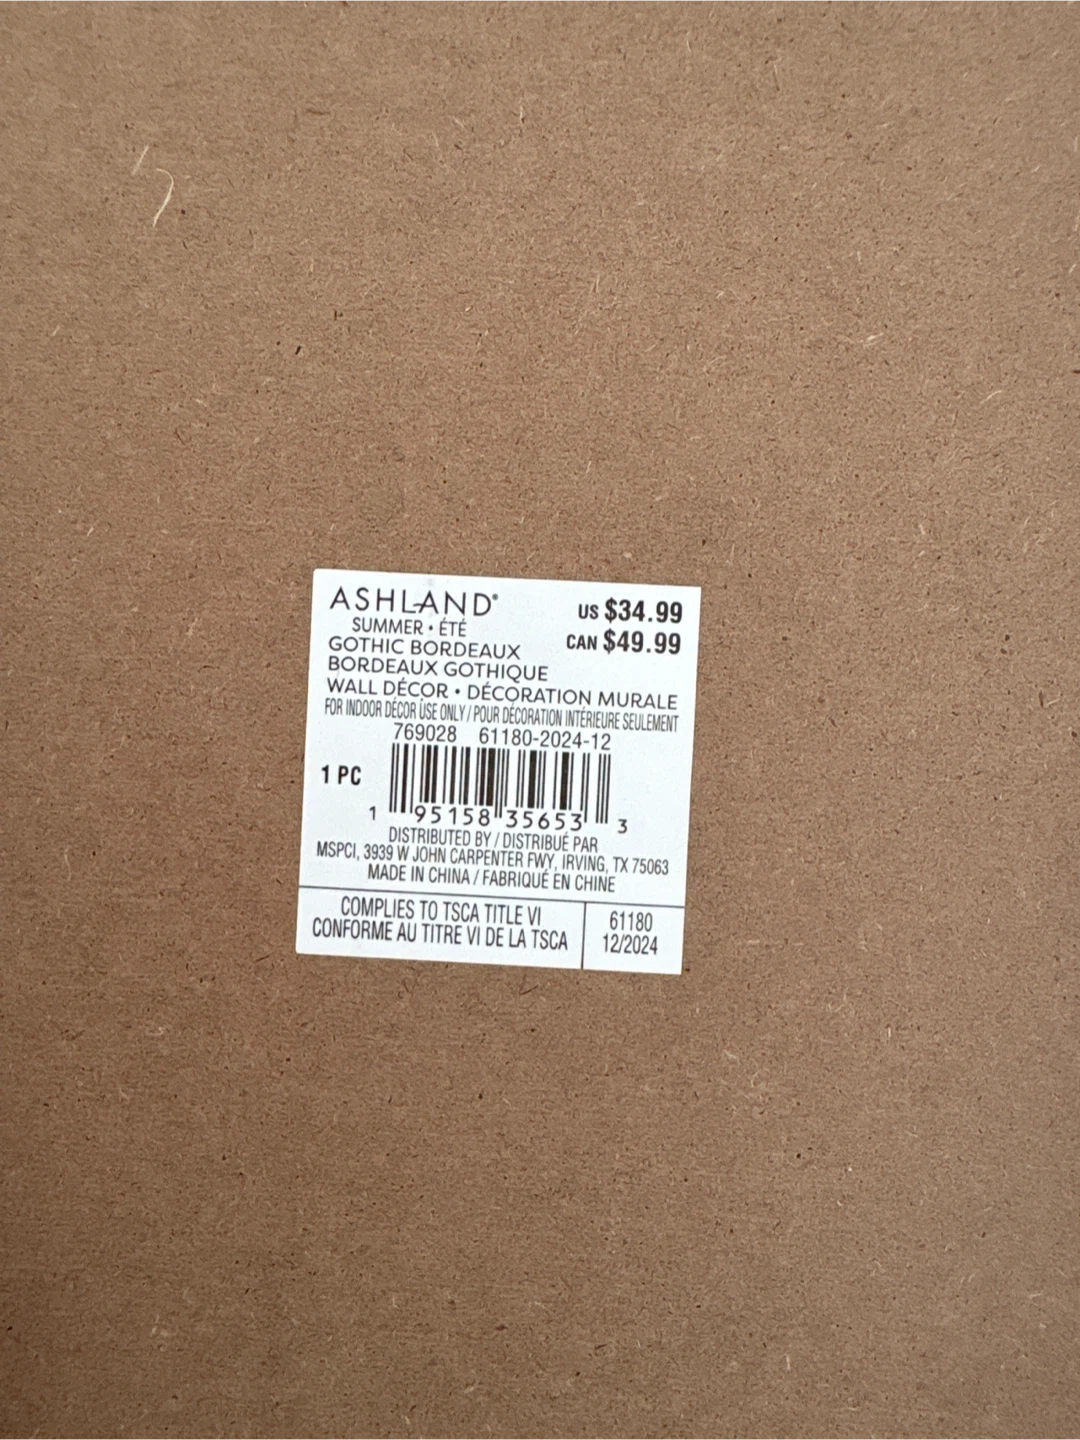 ASHLAND®
US $34.99
SUMMER • ÉTÉ
CAN $49.99
GOTHIC BORDEAUX
BORDEAUX GOTHIQUE
WALL DÉCOR • DÉCORATION MURALE
FOR INDOOR DÉCOR USE ONLY / POUR DÉCORATION INTÉRIEURE SEULEMENT
769028 61180-2024-12
1 PC
1 95158 35653 3
DISTRIBUTED BY / DISTRIBUÉ PAR
MSPCI, 3939 W JOHN CARPENTER FWY, IRVING, TX 75063
MADE IN CHINA / FABRIQUÉ EN CHINE
COMPLIES TO TSCA TITLE VI
CONFORME AU TITRE VI DE LA TSCA
61180
12/2024